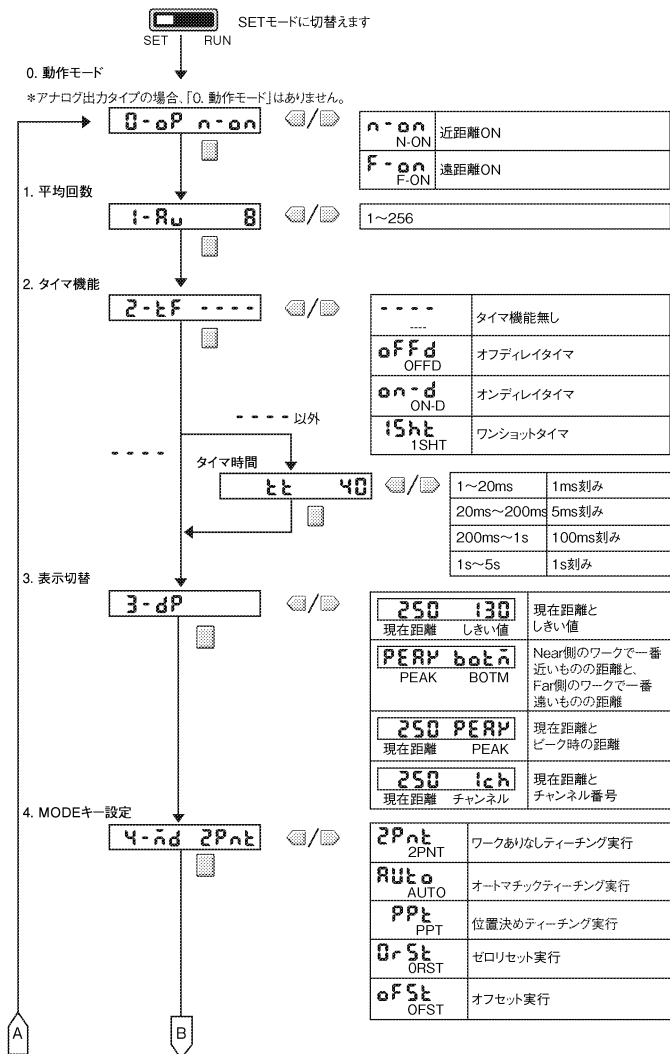 SETモードに切替えます
SET RUN
0. 動作モード
*アナログ出力タイプの場合、「0. 動作モード」はありません。
0-oP n-on
n-on
N-ON
近距離ON
F-on
F-ON
遠距離ON
1. 平均回数
1-Au 8
1~256
2. タイマ機能
2-tF ----
----
----
タイマ機能無し
oFFd
OFFD
オフディレイタイマ
on-d
ON-D
オンディレイタイマ
1Sht
1SHT
ワンショットタイマ
---- 以外
----
タイマ時間
tt 40
1~20ms 1ms刻み
20ms~200ms 5ms刻み
200ms~1s 100ms刻み
1s~5s 1s刻み
3. 表示切替
3-dP
250 130
現在距離 しきい値
現在距離と
しきい値
PEAK botm
PEAK BOTM
Near側のワークで一番
近いものの距離と、
Far側のワークで一番
遠いものの距離
250 PEAK
現在距離 PEAK
現在距離と
ピーク時の距離
250 1ch
現在距離 チャンネル
現在距離と
チャンネル番号
4. MODEキー設定
4-md 2Pnt
2Pnt
2PNT
ワークありなしティーチング実行
AUto
AUTO
オートマチックティーチング実行
PPt
PPT
位置決めティーチング実行
0rSt
0RST
ゼロリセット実行
oFSt
OFST
オフセット実行
A
B